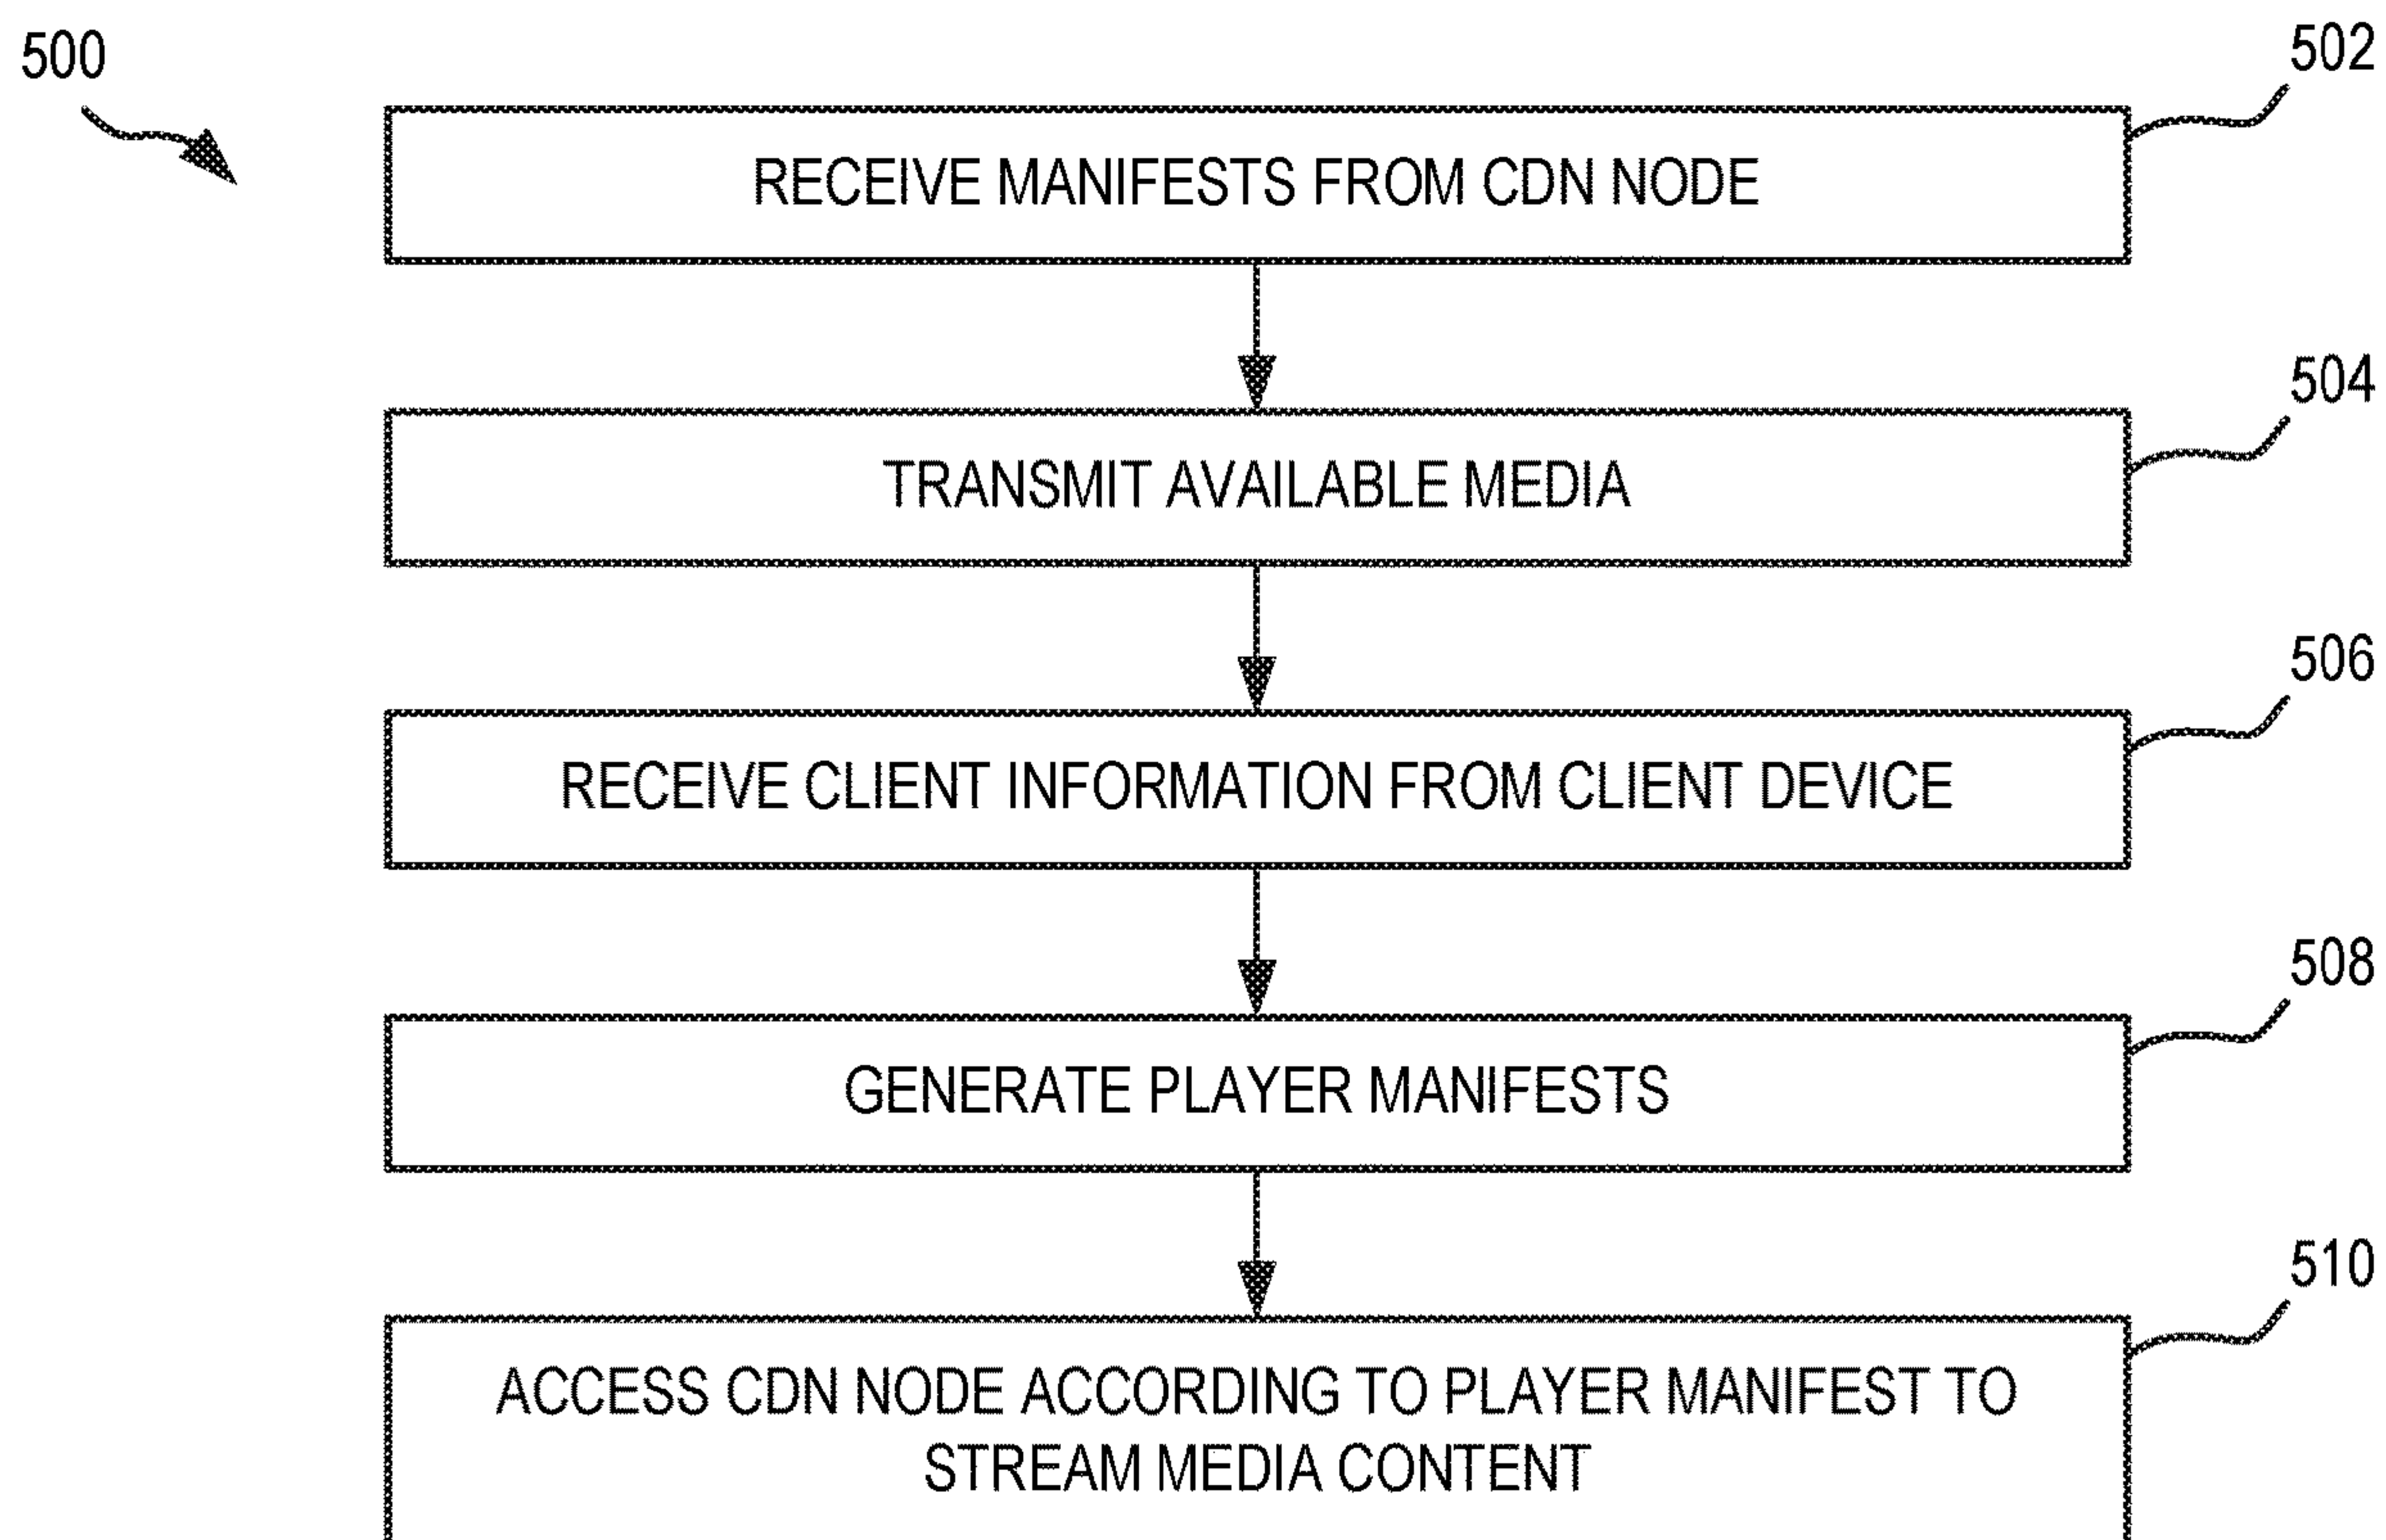 500
502
RECEIVE MANIFESTS FROM CDN NODE
504
TRANSMIT AVAILABLE MEDIA
506
RECEIVE CLIENT INFORMATION FROM CLIENT DEVICE
508
GENERATE PLAYER MANIFESTS
510
ACCESS CDN NODE ACCORDING TO PLAYER MANIFEST TO
STREAM MEDIA CONTENT